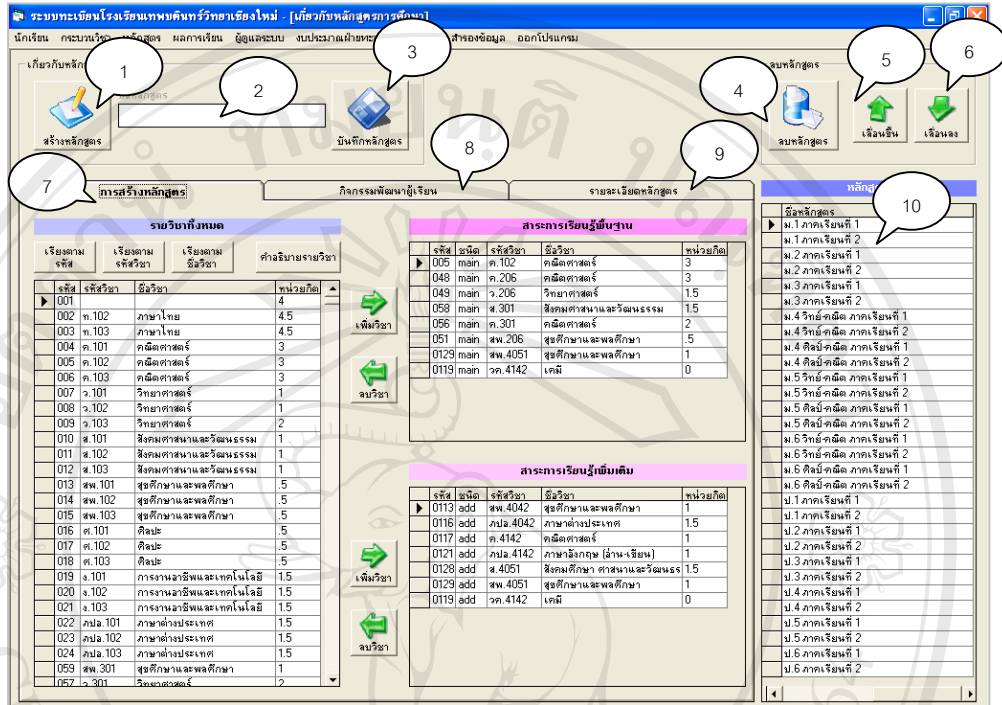 ระบบทะเบียนโรงเรียนเทพบดินทร์วิทยาเชียงใหม่ - [เกี่ยวกับหลักสูตรการศึกษา]
นักเรียน กระบวนวิชา หลักสูตร ผลการเรียน ผู้ดูแลระบบ งบประมาณฝ่ายทะ สำรองข้อมูล ออกโปรแกรม
เกี่ยวกับหลัก
ลบหลักสูตร
1
2
3
4
5
6
หลักสูตร
สร้างหลักสูตร
บันทึกหลักสูตร
ลบหลักสูตร
เลื่อนขึ้น
เลื่อนลง
7
8
9
10
การสร้างหลักสูตร
กิจกรรมพัฒนาผู้เรียน
รายละเอียดหลักสูตร
รายวิชาทั้งหมด
เรียงตาม รหัส
เรียงตาม รหัสวิชา
เรียงตาม ชื่อวิชา
คำอธิบายรายวิชา
รหัส รหัสวิชา ชื่อวิชา หน่วยกิต
001 4
002 ท.102 ภาษาไทย 4.5
003 ท.103 ภาษาไทย 4.5
004 ค.101 คณิตศาสตร์ 3
005 ค.102 คณิตศาสตร์ 3
006 ค.103 คณิตศาสตร์ 3
007 ว.101 วิทยาศาสตร์ 1
008 ว.102 วิทยาศาสตร์ 1
009 ว.103 วิทยาศาสตร์ 2
010 ส.101 สังคมศาสนาและวัฒนธรรม 1
011 ส.102 สังคมศาสนาและวัฒนธรรม 1
012 ส.103 สังคมศาสนาและวัฒนธรรม 1
013 สพ.101 สุขศึกษาและพลศึกษา .5
014 สพ.102 สุขศึกษาและพลศึกษา .5
015 สพ.103 สุขศึกษาและพลศึกษา .5
016 ศ.101 ศิลปะ .5
017 ศ.102 ศิลปะ .5
018 ศ.103 ศิลปะ .5
019 ง.101 การงานอาชีพและเทคโนโลยี 1.5
020 ง.102 การงานอาชีพและเทคโนโลยี 1.5
021 ง.103 การงานอาชีพและเทคโนโลยี 1.5
022 ภปอ.101 ภาษาต่างประเทศ 1.5
023 ภปอ.102 ภาษาต่างประเทศ 1.5
024 ภปอ.103 ภาษาต่างประเทศ 1.5
059 สพ.301 สุขศึกษาและพลศึกษา 1
057 ว.301 วิทยาศาสตร์ 2
เพิ่มวิชา
ลบวิชา
เพิ่มวิชา
ลบวิชา
สาระการเรียนรู้พื้นฐาน
รหัส ชนิด รหัสวิชา ชื่อวิชา หน่วยกิต
005 main ค.102 คณิตศาสตร์ 3
048 main ค.206 คณิตศาสตร์ 3
049 main ว.206 วิทยาศาสตร์ 1.5
058 main ส.301 สังคมศาสนาและวัฒนธรรม 1.5
056 main ค.301 คณิตศาสตร์ 2
051 main สพ.206 สุขศึกษาและพลศึกษา .5
0129 main สพ.4051 สุขศึกษาและพลศึกษา 1
0119 main วค.4142 เคมี 0
สาระการเรียนรู้เพิ่มเติม
รหัส ชนิด รหัสวิชา ชื่อวิชา หน่วยกิต
0113 add สพ.4042 สุขศึกษาและพลศึกษา 1
0116 add ภปอ.4042 ภาษาต่างประเทศ 1.5
0117 add ค.4142 คณิตศาสตร์ 1
0121 add ภปอ.4142 ภาษาอังกฤษ (อ่าน-เขียน) 1
0128 add ส.4051 สังคมศึกษา ศาสนาและวัฒนธร 1.5
0129 add สพ.4051 สุขศึกษาและพลศึกษา 1
0119 add วค.4142 เคมี 0
หลักสู
ชื่อหลักสูตร
ม.1 ภาคเรียนที่ 1
ม.1 ภาคเรียนที่ 2
ม.2 ภาคเรียนที่ 1
ม.2 ภาคเรียนที่ 2
ม.3 ภาคเรียนที่ 1
ม.3 ภาคเรียนที่ 2
ม.4 วิทย์-คณิต ภาคเรียนที่ 1
ม.4 วิทย์-คณิต ภาคเรียนที่ 2
ม.4 ศิลป์-คณิต ภาคเรียนที่ 1
ม.4 ศิลป์-คณิต ภาคเรียนที่ 2
ม.5 วิทย์-คณิต ภาคเรียนที่ 1
ม.5 วิทย์-คณิต ภาคเรียนที่ 2
ม.5 ศิลป์-คณิต ภาคเรียนที่ 1
ม.5 ศิลป์-คณิต ภาคเรียนที่ 2
ม.6 วิทย์-คณิต ภาคเรียนที่ 1
ม.6 วิทย์-คณิต ภาคเรียนที่ 2
ม.6 ศิลป์-คณิต ภาคเรียนที่ 1
ม.6 ศิลป์-คณิต ภาคเรียนที่ 2
ป.1 ภาคเรียนที่ 1
ป.1 ภาคเรียนที่ 2
ป.2 ภาคเรียนที่ 1
ป.2 ภาคเรียนที่ 2
ป.3 ภาคเรียนที่ 1
ป.3 ภาคเรียนที่ 2
ป.4 ภาคเรียนที่ 1
ป.4 ภาคเรียนที่ 2
ป.5 ภาคเรียนที่ 1
ป.5 ภาคเรียนที่ 2
ป.6 ภาคเรียนที่ 1
ป.6 ภาคเรียนที่ 2